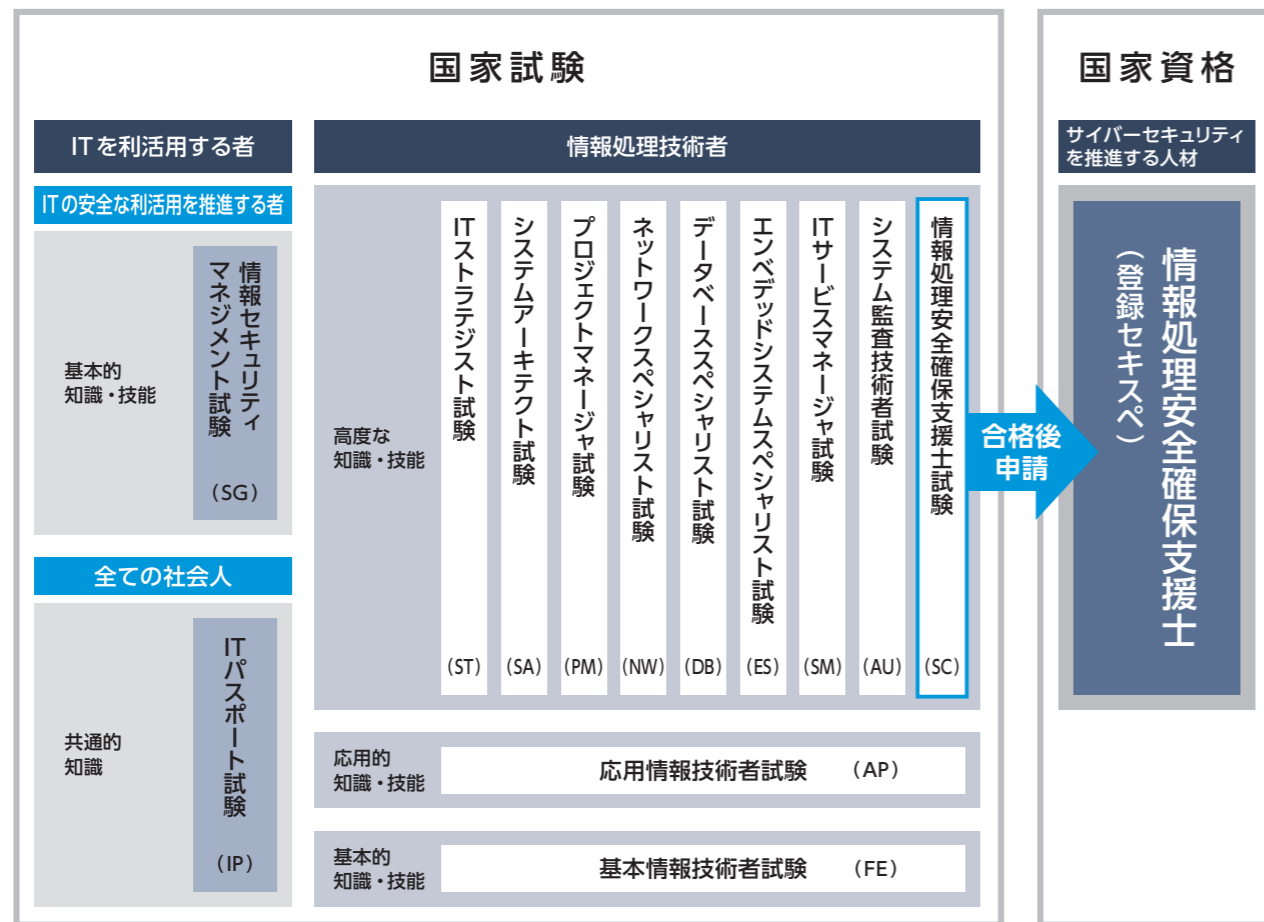 国家試験
ITを利活用する者
ITの安全な利活用を推進する者
基本的
知識・技能
情報セキュリティ
マネジメント試験
(SG)
全ての社会人
共通的
知識
ITパスポート試験
(IP)
情報処理技術者
高度な
知識・技能
ITストラテジスト試験
(ST)
システムアーキテクト試験
(SA)
プロジェクトマネージャ試験
(PM)
ネットワークスペシャリスト試験
(NW)
データベーススペシャリスト試験
(DB)
エンベデッドシステムスペシャリスト試験
(ES)
ITサービスマネージャ試験
(SM)
システム監査技術者試験
(AU)
情報処理安全確保支援士試験
(SC)
応用的
知識・技能
応用情報技術者試験 (AP)
基本的
知識・技能
基本情報技術者試験 (FE)
合格後
申請
国家資格
サイバーセキュリティ
を推進する人材
情報処理安全確保支援士
(登録セキスペ)